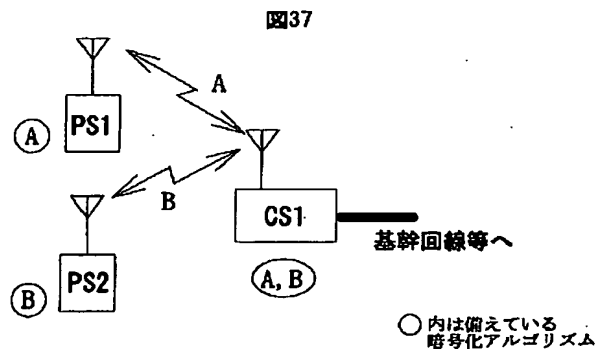 図37
A
PS1
A
B
PS2
B
CS1
A, B
基幹回線等へ
○内は備えている
暗号化アルゴリズム